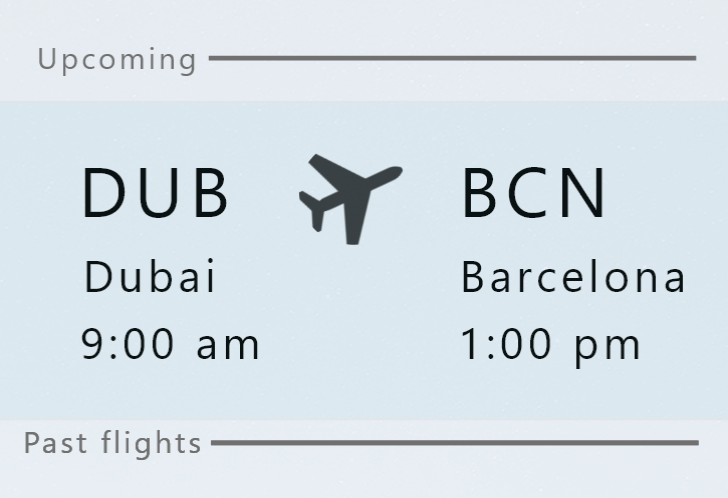 Upcoming
DUB BCN
Dubai Barcelona
9:00 am 1:00 pm
Past flights